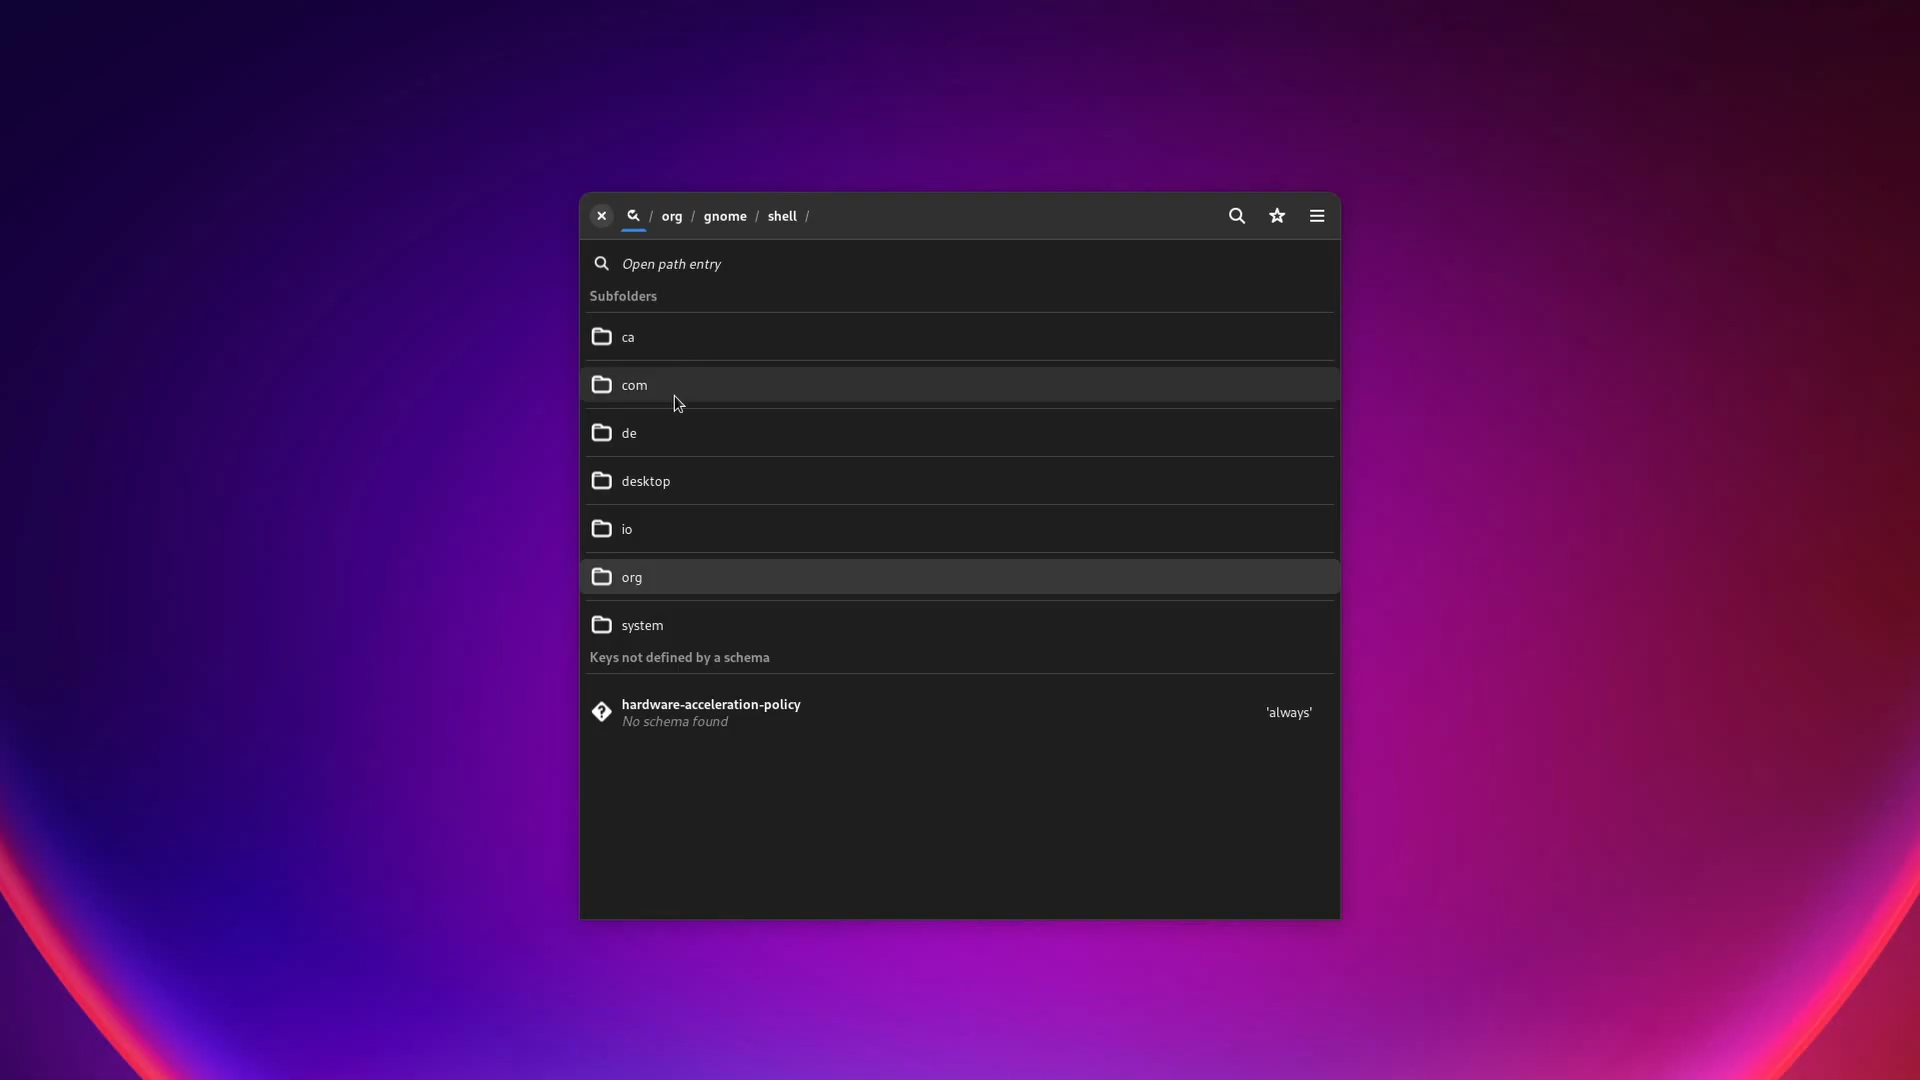 / org / gnome / shell /
Open path entry
Subfolders
ca
com
de
desktop
io
org
system
Keys not defined by a schema
hardware-acceleration-policy
No schema found
'always'